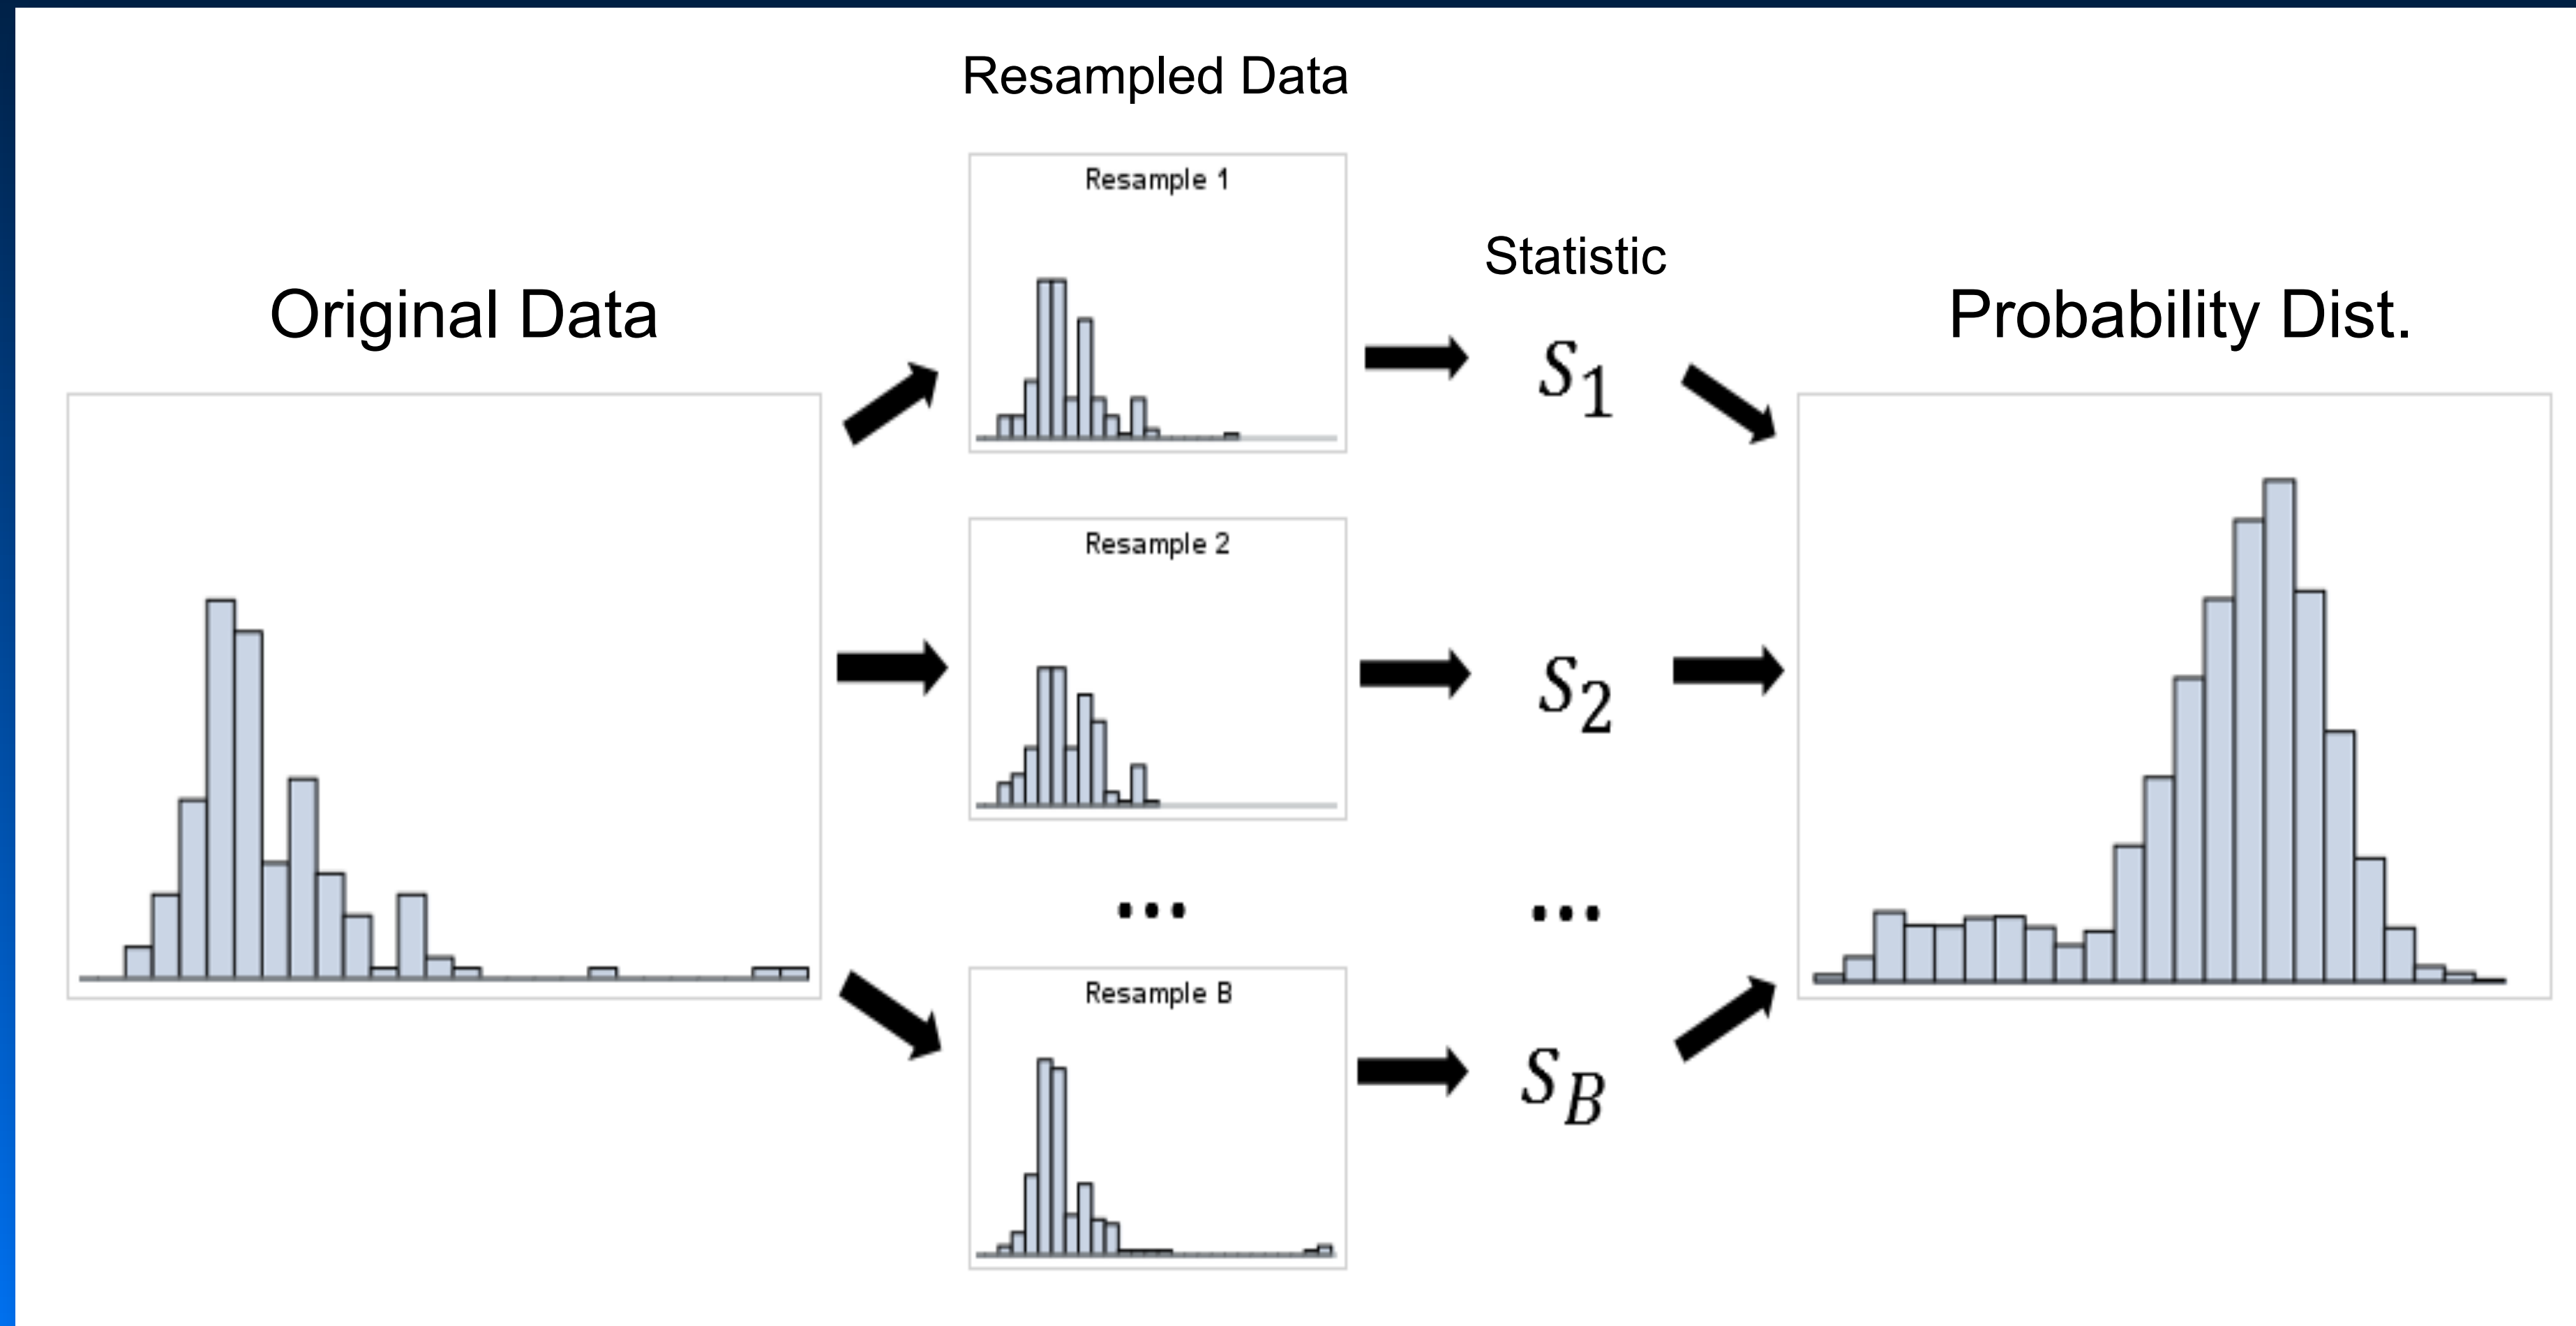 Resampled Data
Resample 1
Statistic
Original Data
Probability Dist.
S1
Resample 2
S2
...
...
Resample B
SB